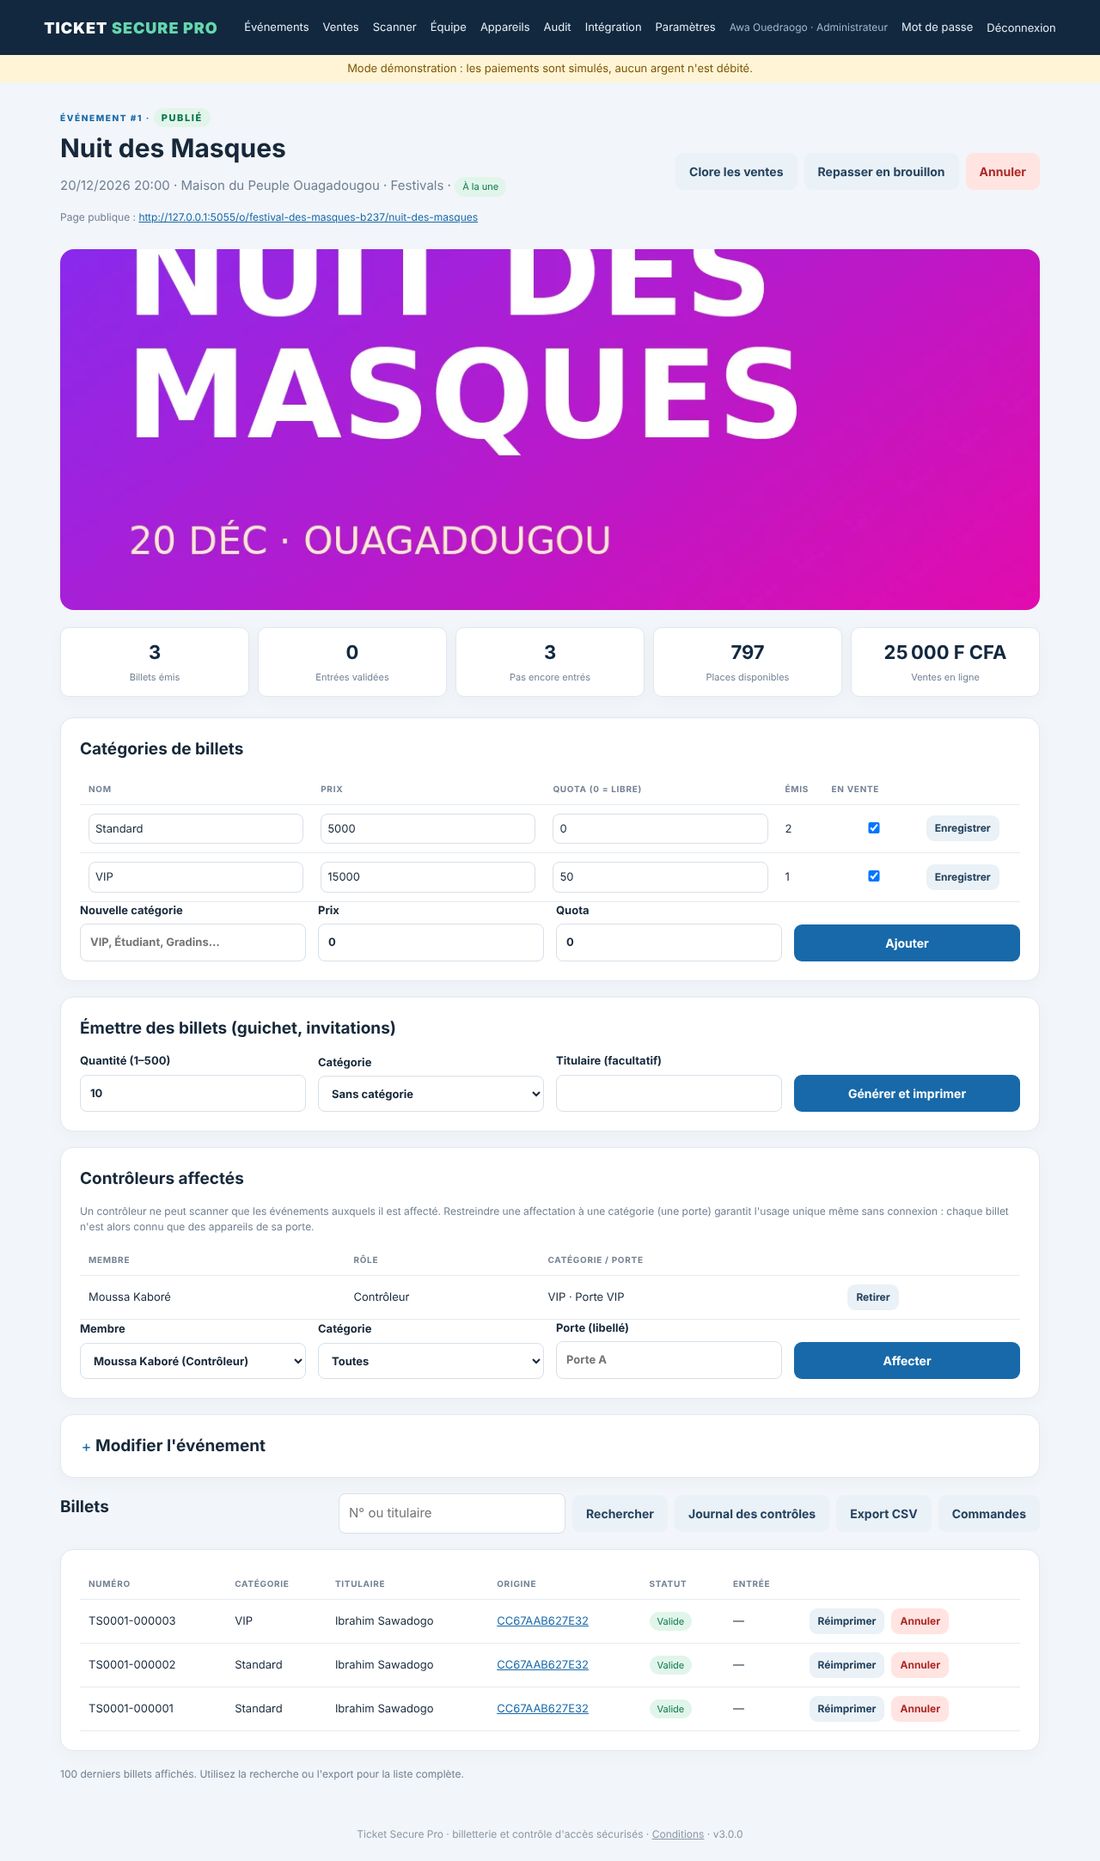 TICKET SECURE PRO Événements Ventes Scanner Équipe Appareils Audit Intégration Paramètres Awa Ouedraogo · Administrateur Mot de passe Déconnexion
Mode démonstration : les paiements sont simulés, aucun argent n'est débité.
ÉVÉNEMENT #1 · PUBLIÉ
Nuit des Masques
20/12/2026 20:00 · Maison du Peuple Ouagadougou · Festivals · À la une
Clore les ventes Repasser en brouillon Annuler
Page publique : http://127.0.0.1:5055/o/festival-des-masques-b237/nuit-des-masques
NUIT DES
MASQUES
20 DÉC · OUAGADOUGOU
3 0 3 797 25 000 F CFA
Billets émis Entrées validées Pas encore entrés Places disponibles Ventes en ligne
Catégories de billets
NOM PRIX QUOTA (0 = LIBRE) ÉMIS EN VENTE
Standard 5000 0 2 Enregistrer
VIP 15000 50 1 Enregistrer
Nouvelle catégorie Prix Quota
VIP, Étudiant, Gradins... 0 0 Ajouter
Émettre des billets (guichet, invitations)
Quantité (1–500) Catégorie Titulaire (facultatif)
10 Sans catégorie Générer et imprimer
Contrôleurs affectés
Un contrôleur ne peut scanner que les événements auxquels il est affecté. Restreindre une affectation à une catégorie (une porte) garantit l'usage unique même sans connexion : chaque billet
n'est alors connu que des appareils de sa porte.
MEMBRE RÔLE CATÉGORIE / PORTE
Moussa Kaboré Contrôleur VIP · Porte VIP Retirer
Membre Catégorie Porte (libellé)
Moussa Kaboré (Contrôleur) Toutes Porte A Affecter
+ Modifier l'événement
Billets N° ou titulaire Rechercher Journal des contrôles Export CSV Commandes
NUMÉRO CATÉGORIE TITULAIRE ORIGINE STATUT ENTRÉE
TS0001-000003 VIP Ibrahim Sawadogo CC67AAB627E32 Valide — Réimprimer Annuler
TS0001-000002 Standard Ibrahim Sawadogo CC67AAB627E32 Valide — Réimprimer Annuler
TS0001-000001 Standard Ibrahim Sawadogo CC67AAB627E32 Valide — Réimprimer Annuler
100 derniers billets affichés. Utilisez la recherche ou l'export pour la liste complète.
Ticket Secure Pro · billetterie et contrôle d'accès sécurisés · Conditions · v3.0.0